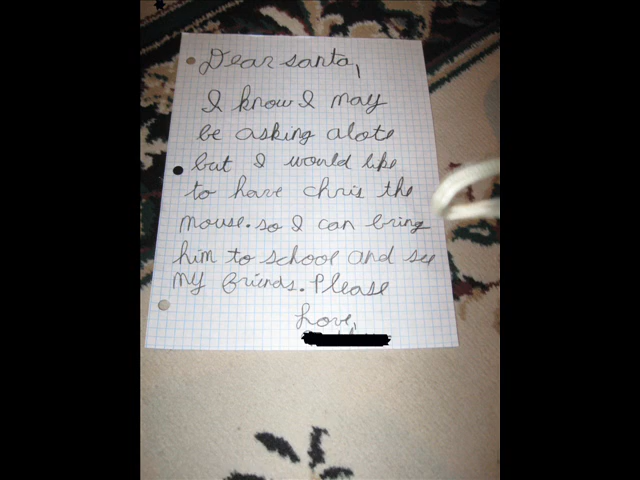 Dear santa,
I know I may
be asking alote
but I would like
to have chris the
mouse. so I can bring
him to school and see
my friends. Please
Love,